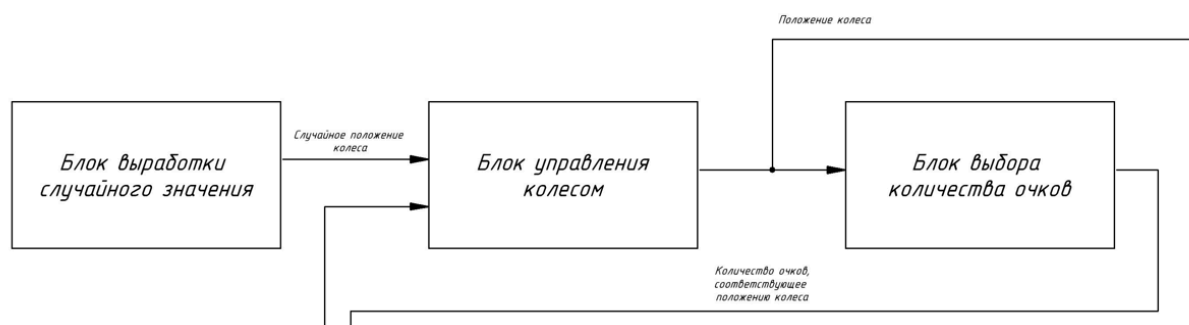 Положение колеса
Случайное положение
колеса
Блок выработки
случайного значения
Блок управления
колесом
Блок выбора
количества очков
Количество очков,
соответствующее
положению колеса